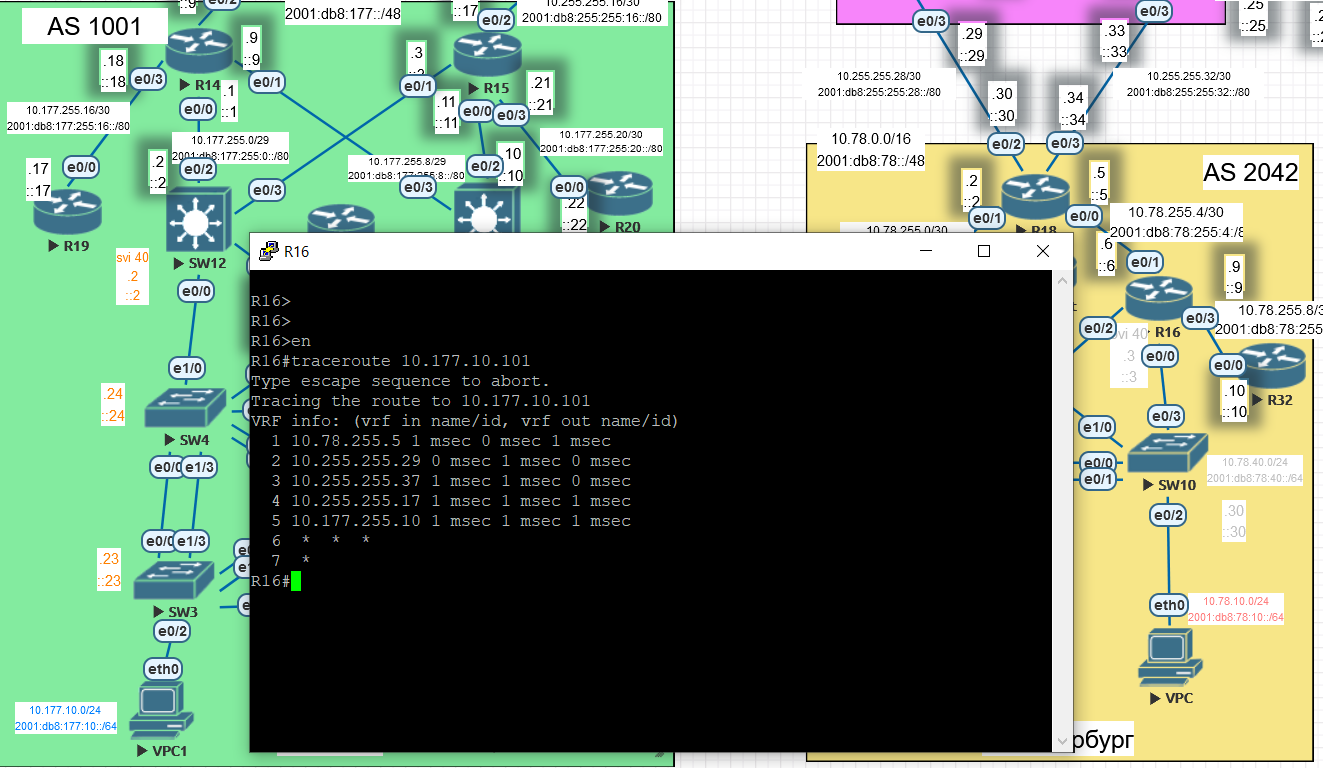 AS 1001
.9
::9
.18
::18
e0/3
R14
e0/1
.1
::1
e0/0
10.177.255.16/30
2001:db8:177:255:16::/80
10.177.255.0/29
2001:db8:177:255:0::/80
.17
::17
e0/0
R19
.2
::2
e0/2
SW12
e0/3
svi 40
.2
::2
e0/0
e1/0
.24
::24
SW4
e0/0
e1/3
e0/0
e1/3
.23
::23
SW3
e0/2
eth0
10.177.10.0/24
2001:db8:177:10::/64
VPC1
2001:db8:177::/48
::17
e0/2
10.255.255.16/30
2001:db8:255:255:16::/80
.3
e0/1
R15
.11
::11
e0/0
e0/3
.21
::21
10.177.255.20/30
2001:db8:177:255:20::/80
10.177.255.8/29
e0/3
e0/2
.10
::10
e0/0
.22
::22
R20
R16
R16>
R16>
R16>en
R16#traceroute 10.177.10.101
Type escape sequence to abort.
Tracing the route to 10.177.10.101
VRF info: (vrf in name/id, vrf out name/id)
1 10.78.255.5 1 msec 0 msec 1 msec
2 10.255.255.29 0 msec 1 msec 0 msec
3 10.255.255.37 1 msec 1 msec 0 msec
4 10.255.255.17 1 msec 1 msec 1 msec
5 10.177.255.10 1 msec 1 msec 1 msec
6 * * *
7 *
R16#
e0/3
e0/3
.29
::29
.33
::33
.25
::25
10.255.255.28/30
2001:db8:255:255:28::/80
10.255.255.32/30
2001:db8:255:255:32::/80
.30
::30
.34
::34
10.78.0.0/16
2001:db8:78::/48
e0/2
e0/3
AS 2042
.2
::2
.5
::5
e0/1
e0/0
R18
10.78.255.0/30
10.78.255.4/30
2001:db8:78:255:4:/8
.6
::6
e0/1
.9
::9
10.78.255.8/3
2001:db8:78:255
e0/2
R16
e0/3
svi 40
.3
::3
e0/0
e0/0
.10
::10
R32
e0/3
e1/0
e0/0
e0/1
SW10
10.78.40.0/24
2001:db8:78:40::/64
e0/2
.30
::30
eth0
10.78.10.0/24
2001:db8:78:10::/64
VPC
рбург